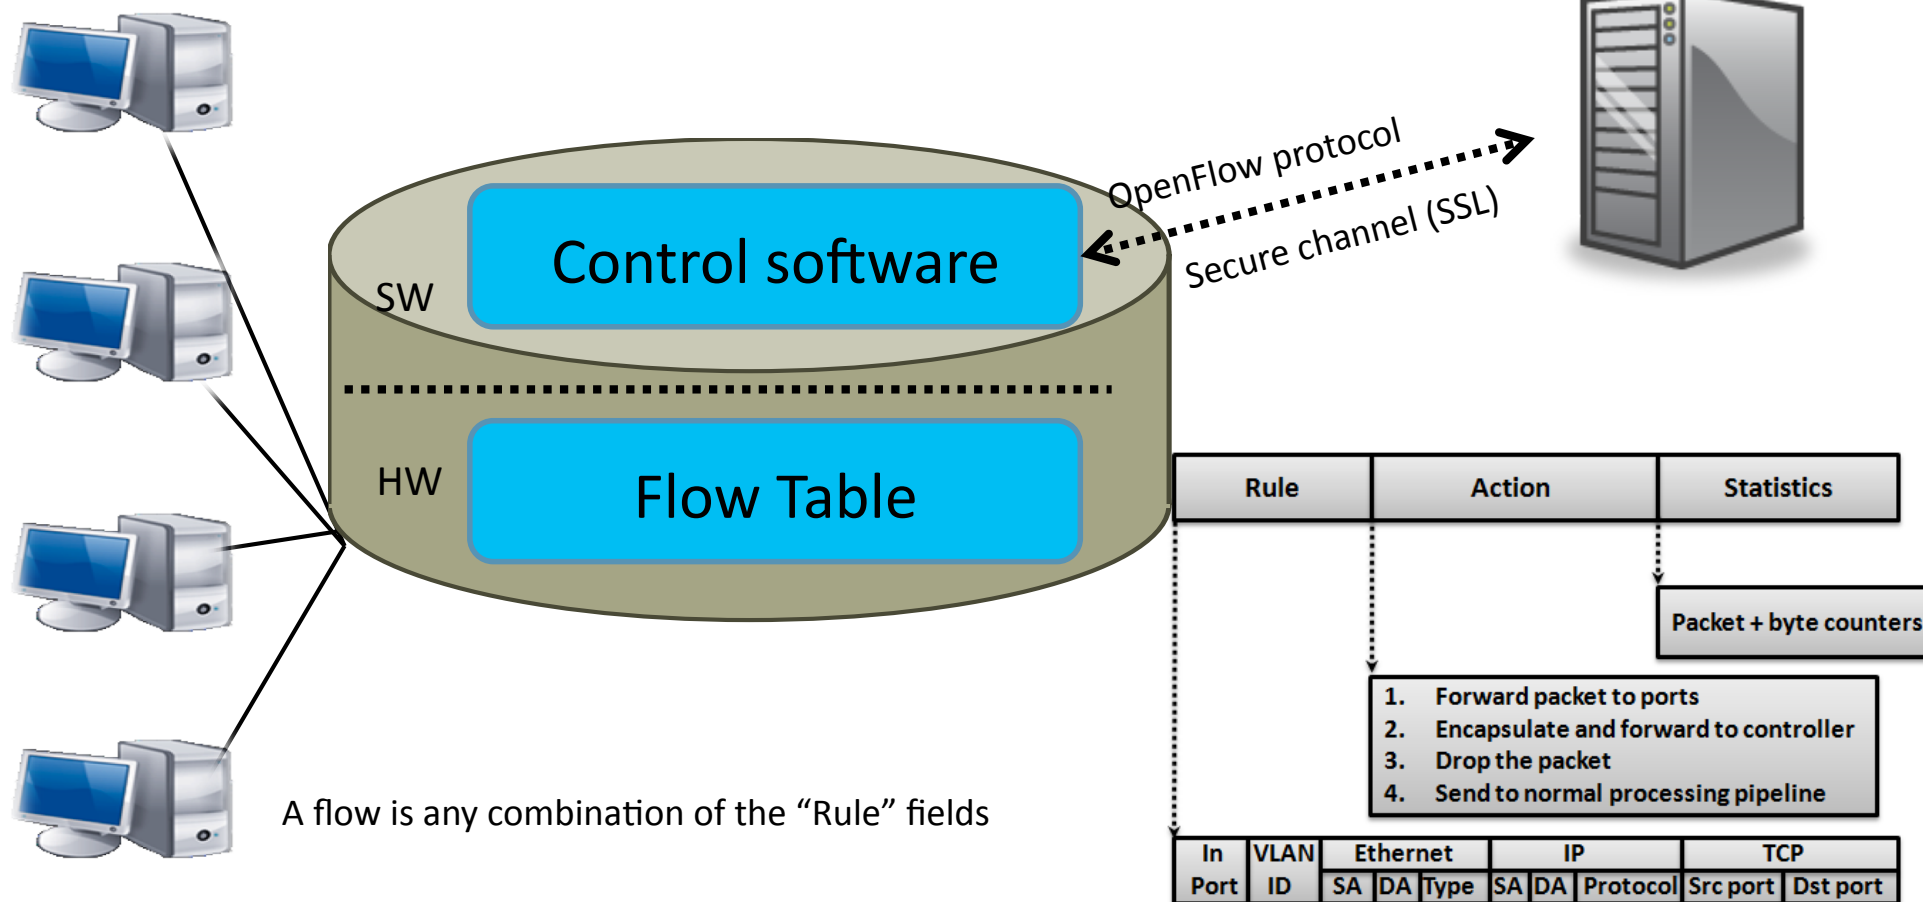 OpenFlow protocol
Secure channel (SSL)
Control software
SW
HW
Flow Table
Rule Action Statistics
Packet + byte counters
1. Forward packet to ports
2. Encapsulate and forward to controller
3. Drop the packet
4. Send to normal processing pipeline
A flow is any combination of the “Rule” fields
In Port
VLAN ID
Ethernet
SA DA Type
IP
SA DA Protocol
TCP
Src port Dst port